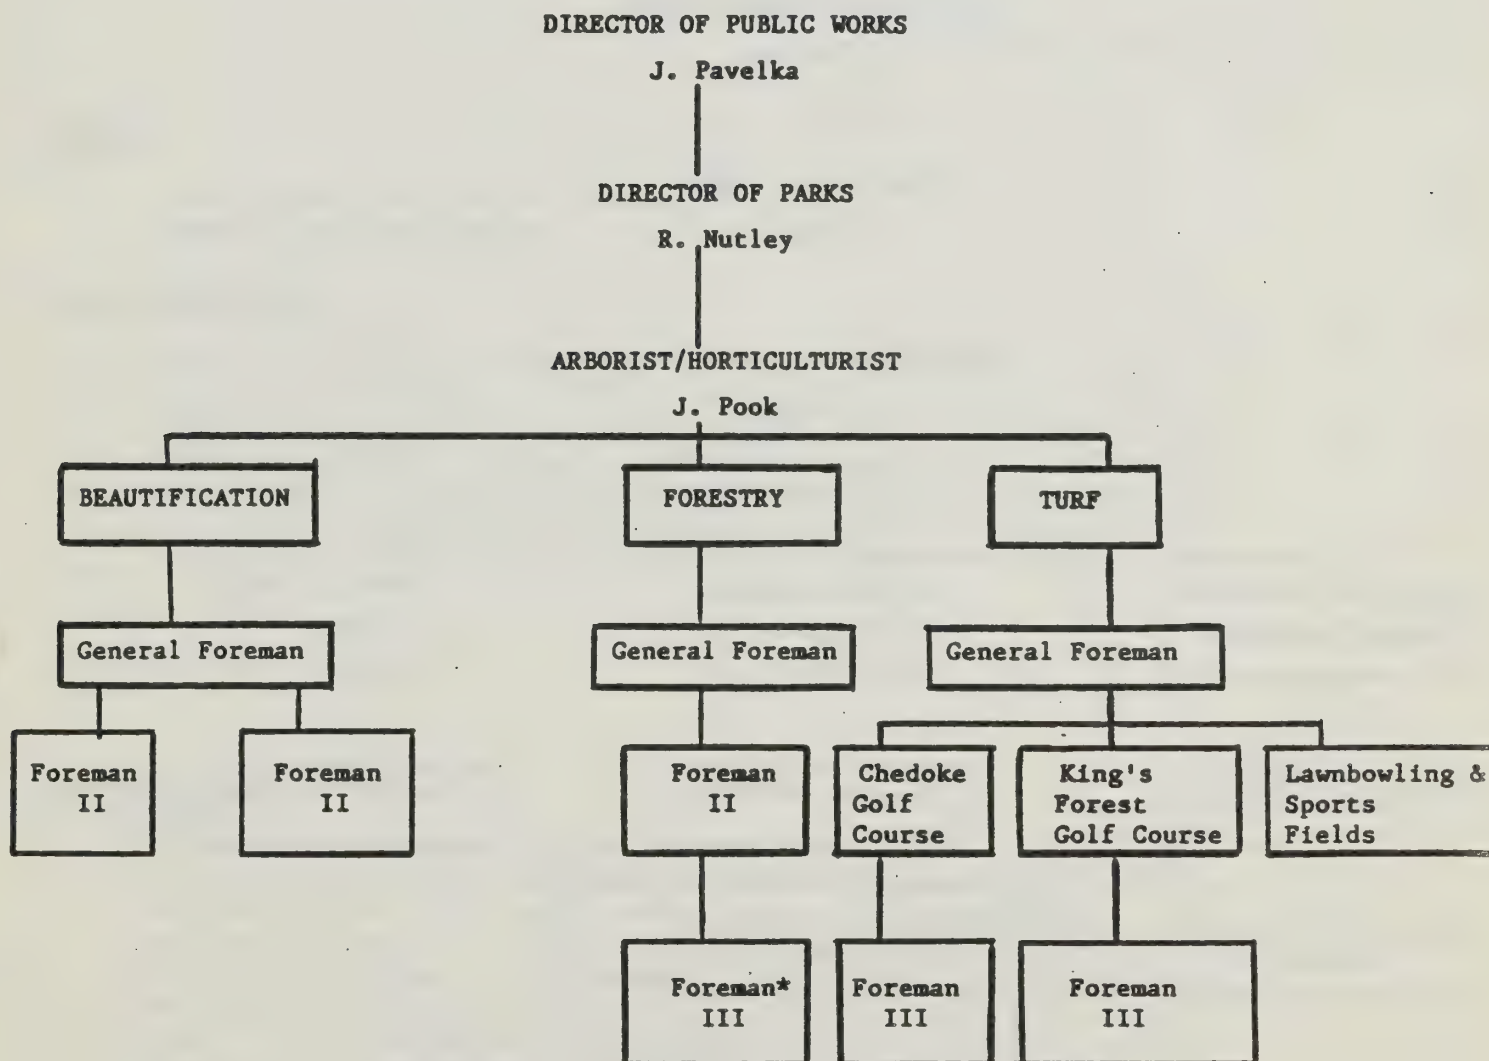 DIRECTOR OF PUBLIC WORKS
J. Pavelka
DIRECTOR OF PARKS
R. Nutley
ARBORIST/HORTICULTURIST
J. Pook
BEAUTIFICATION
FORESTRY
TURF
General Foreman
General Foreman
General Foreman
Foreman
II
Foreman
II
Foreman
II
Chedoke
Golf
Course
King's
Forest
Golf Course
Lawnbowling &
Sports
Fields
Foreman*
III
Foreman
III
Foreman
III